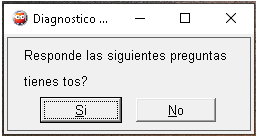 Diagnostico ...
Responde las siguientes preguntas
tienes tos?
Si
No